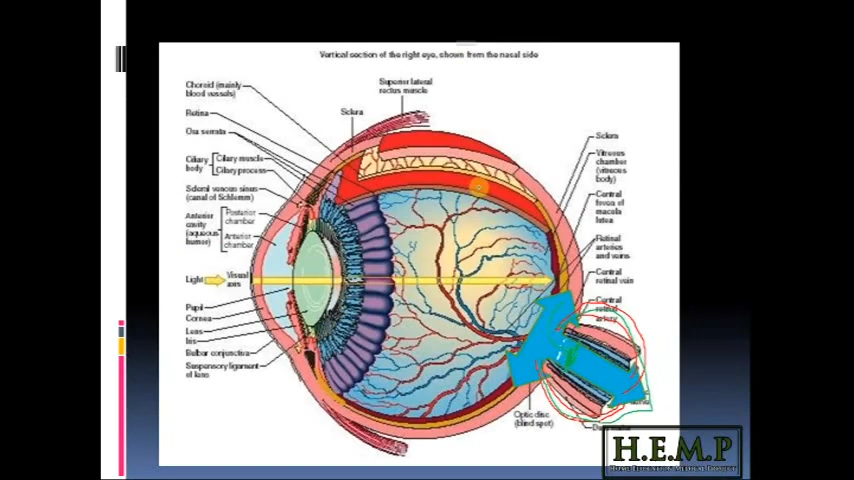 Vertical section of the right eye, shown from the nasal side
Choroid (mainly
blood vessels)
Superior lateral
rectus muscle
Retina
Sclera
Ora serrata
Ciliary
body
Ciliary muscle
Ciliary process
Scleral venous sinus
(canal of Schlemm)
Anterior
cavity
(aqueous
humor)
Posterior
chamber
Anterior
chamber
Light
Visual
axis
Pupil
Cornea
Lens
Iris
Bulbar conjunctiva
Suspensory ligament
of lens
Sclera
Vitreous
chamber
(vitreous
body)
Central
fovea of
macula
lutea
Retinal
arteries
and veins
Central
retinal vein
Central
retinal
artery
Optic disc
(blind spot)
H.E.M.P